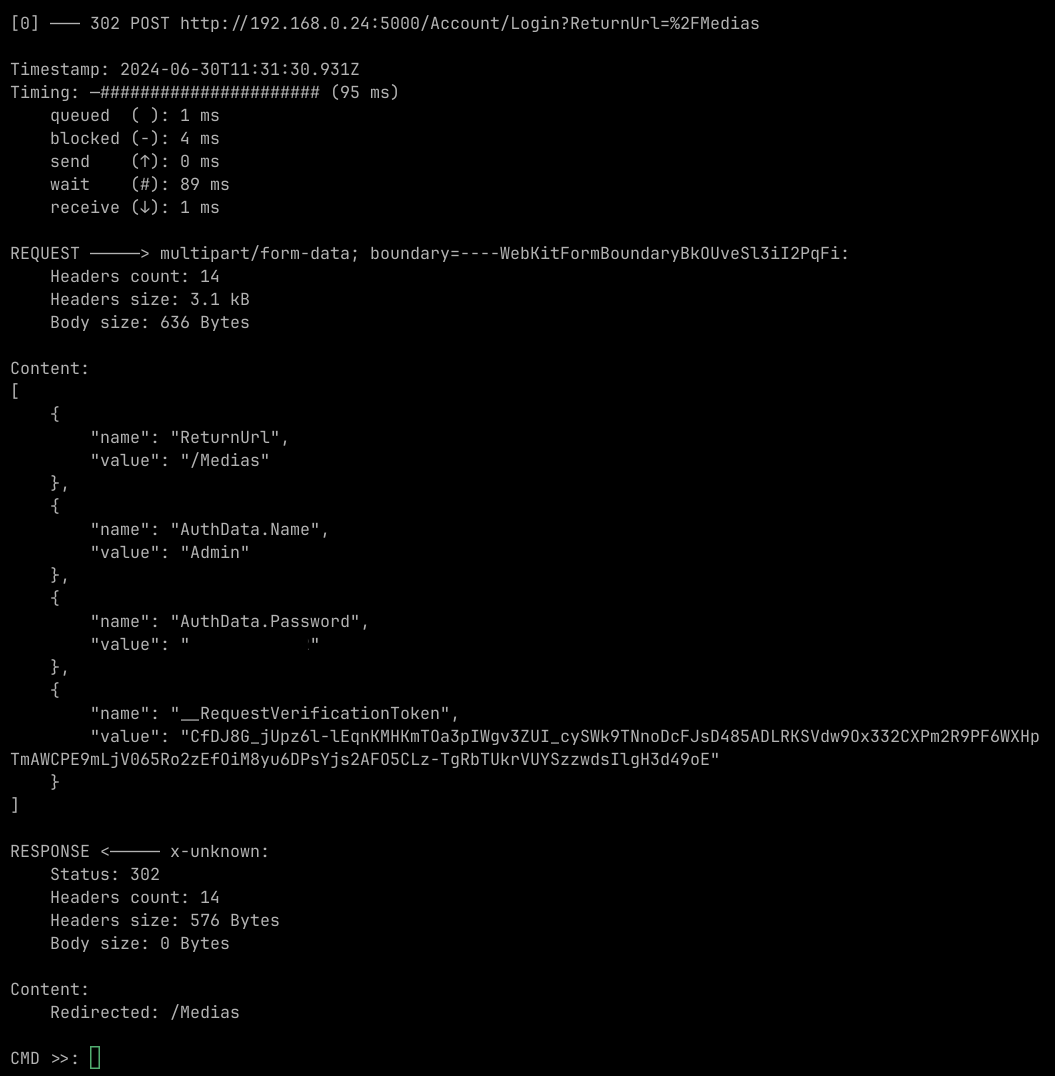 [0] ─── 302 POST http://192.168.0.24:5000/Account/Login?ReturnUrl=%2FMedias
Timestamp: 2024-06-30T11:31:30.931Z
Timing: ─###################### (95 ms)
queued  ( ): 1 ms
blocked (-): 4 ms
send    (↑): 0 ms
wait    (#): 89 ms
receive (↓): 1 ms
REQUEST ─────> multipart/form-data; boundary=----WebKitFormBoundaryBkOUveSl3iI2PqFi:
Headers count: 14
Headers size: 3.1 kB
Body size: 636 Bytes
Content:
[
{
"name": "ReturnUrl",
"value": "/Medias"
},
{
"name": "AuthData.Name",
"value": "Admin"
},
{
"name": "AuthData.Password",
"value": "            "
},
{
"name": "__RequestVerificationToken",
"value": "CfDJ8G_jUpz6l-lEqnKMHKmTOa3pIWgv3ZUI_cySWk9TNnoDcFJsD485ADLRKSVdw9Ox332CXPm2R9PF6WXHp
TmAWCPE9mLjV065Ro2zEfOiM8yu6DPsYjs2AFO5CLz-TgRbTUkrVUYSzzwdsIlgH3d49oE"
}
]
RESPONSE <───── x-unknown:
Status: 302
Headers count: 14
Headers size: 576 Bytes
Body size: 0 Bytes
Content:
Redirected: /Medias
CMD >>: